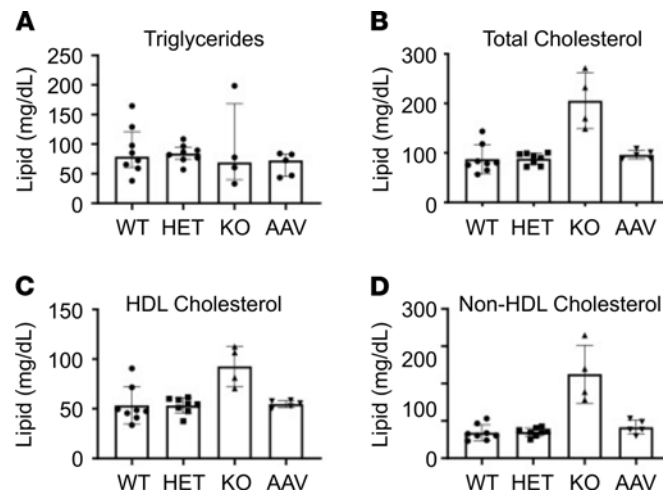 A
Triglycerides
Lipid (mg/dL)
250
200
150
100
50
0
WT HET KO AAV
B
Total Cholesterol
Lipid (mg/dL)
300
200
100
0
WT HET KO AAV
C
HDL Cholesterol
Lipid (mg/dL)
150
100
50
0
WT HET KO AAV
D
Non-HDL Cholesterol
Lipid (mg/dL)
300
200
100
0
WT HET KO AAV